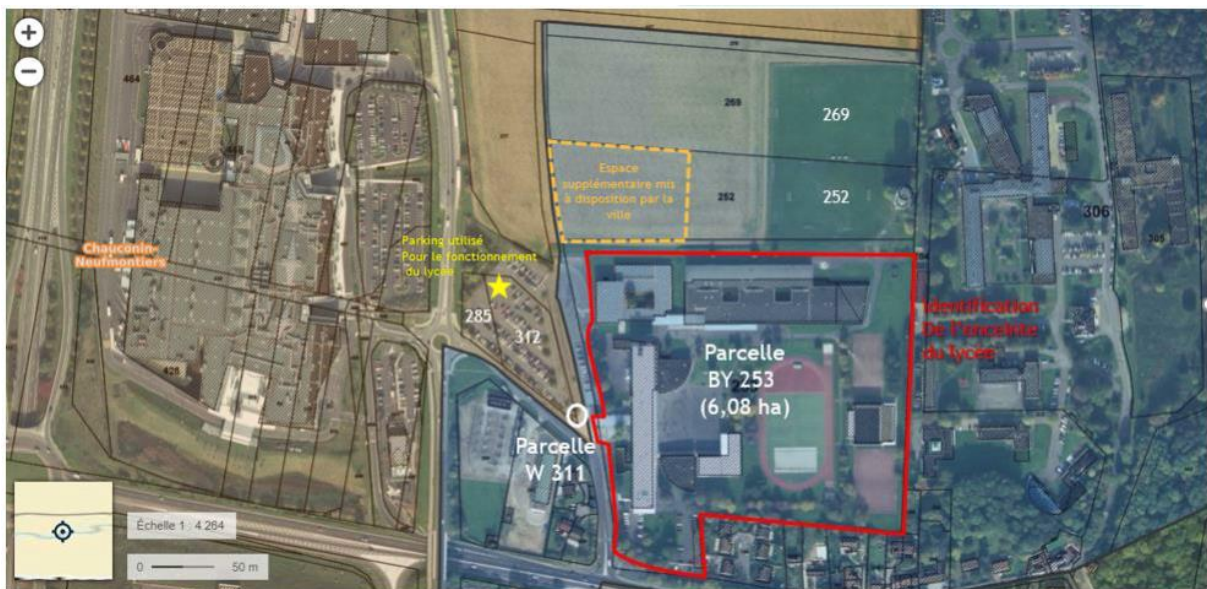 +
−
464
269
269
Espace
supplémentaire mis
à disposition par la
ville
252
252
306
Chauconin-
Neufmontiers
Parking utilisé
Pour le fonctionnement
du lycée
285
312
Identification
De l'enceinte
du lycée
Parcelle
BY 253
(6,08 ha)
426
Parcelle
W 311
Échelle 1 : 4 264
0
50 m